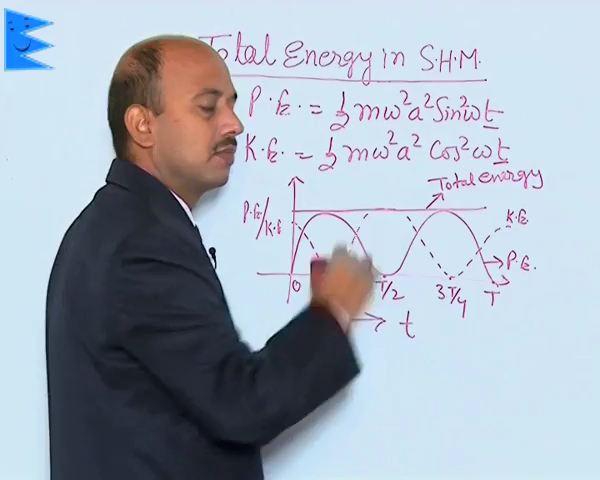 Total Energy in S.H.M.
P.E. = 1/2 mω²a² Sin²ωt
K.E. = 1/2 mω²a² Cos²ωt
Total energy
P.E/K.E
K.E.
P.E.
0 T/2 3T/4 T
t